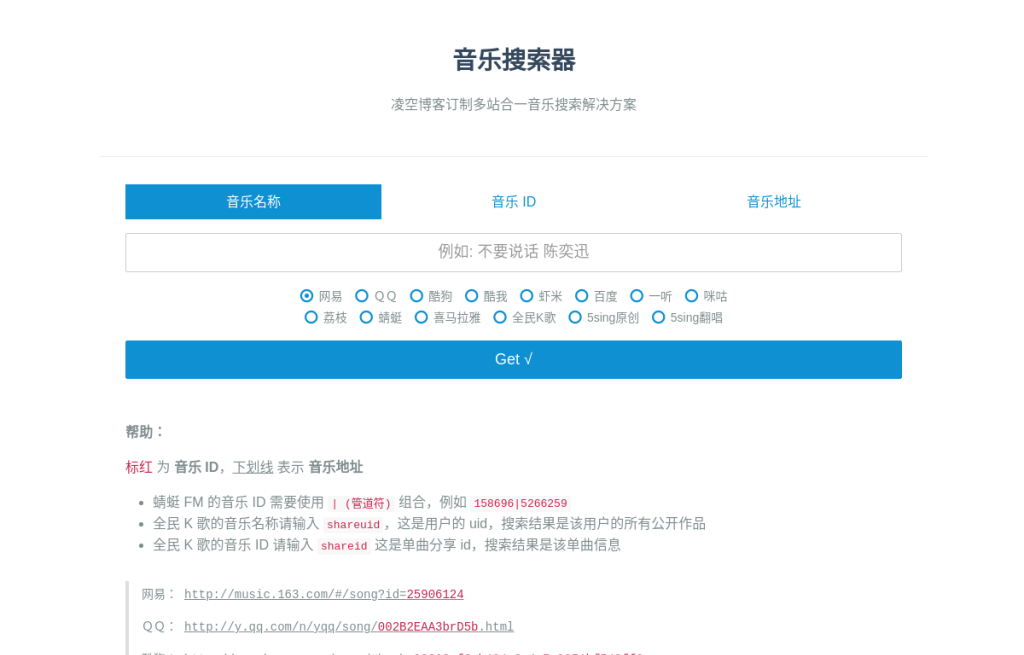 音乐搜索器
凌空博客订制多站合一音乐搜索解决方案
音乐名称 音乐 ID 音乐地址
例如: 不要说话 陈奕迅
网易 ＱＱ 酷狗 酷我 虾米 百度 一听 咪咕
荔枝 蜻蜓 喜马拉雅 全民K歌 5sing原创 5sing翻唱
Get √
帮助：
标红 为 音乐 ID，下划线 表示 音乐地址
蜻蜓 FM 的音乐 ID 需要使用 | (管道符) 组合，例如 158696|5266259
全民 K 歌的音乐名称请输入 shareuid ，这是用户的 uid，搜索结果是该用户的所有公开作品
全民 K 歌的音乐 ID 请输入 shareid 这是单曲分享 id，搜索结果是该单曲信息
网易： http://music.163.com/#/song?id=25906124
ＱＱ： http://y.qq.com/n/yqq/song/002B2EAA3brD5b.html